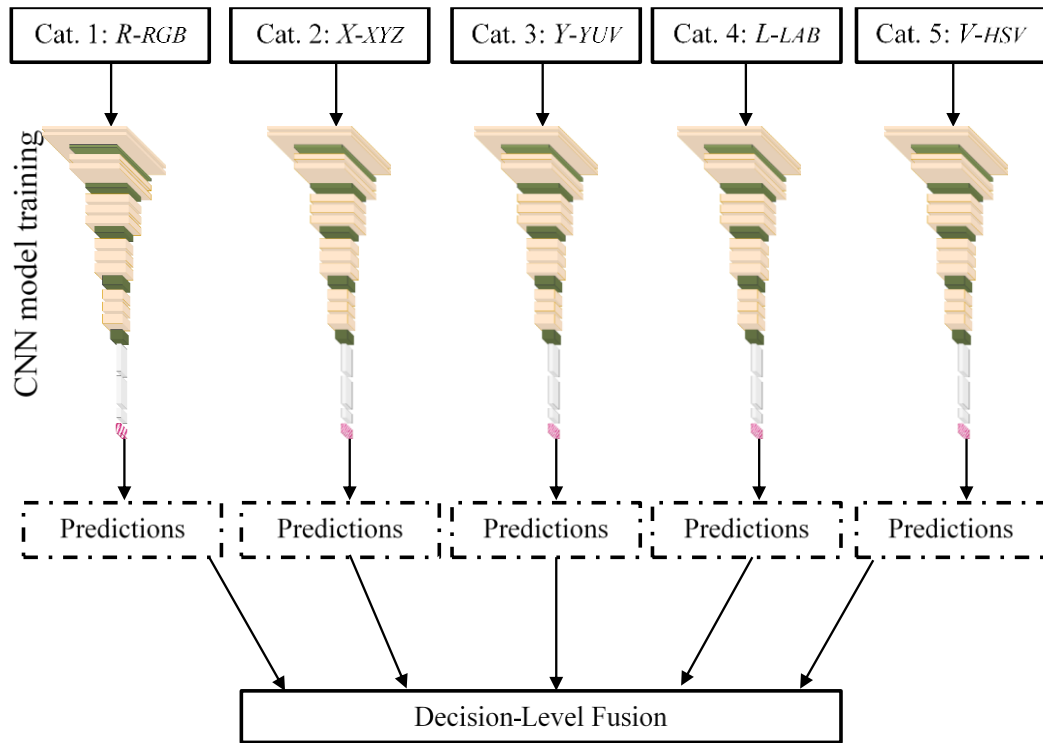 Cat. 1: R-RGB
Cat. 2: X-XYZ
Cat. 3: Y-YUV
Cat. 4: L-LAB
Cat. 5: V-HSV
CNN model training
Predictions
Predictions
Predictions
Predictions
Predictions
Decision-Level Fusion